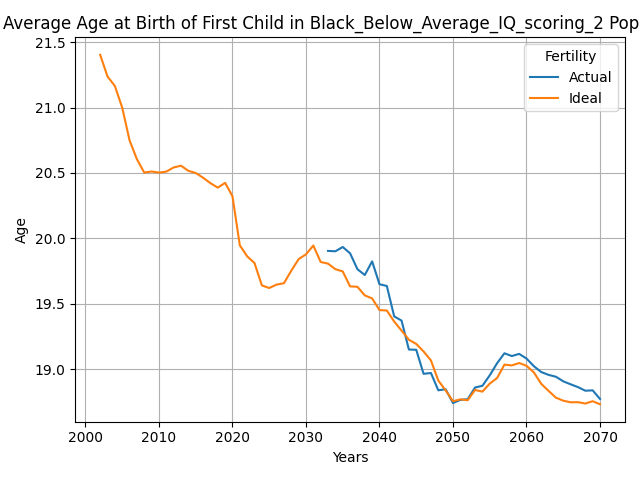 Average Age at Birth of First Child in Black_Below_Average_IQ_scoring_2 Pop
21.5
21.0
20.5
20.0
19.5
19.0
Age
Fertility
Actual
Ideal
2000 2010 2020 2030 2040 2050 2060 2070
Years